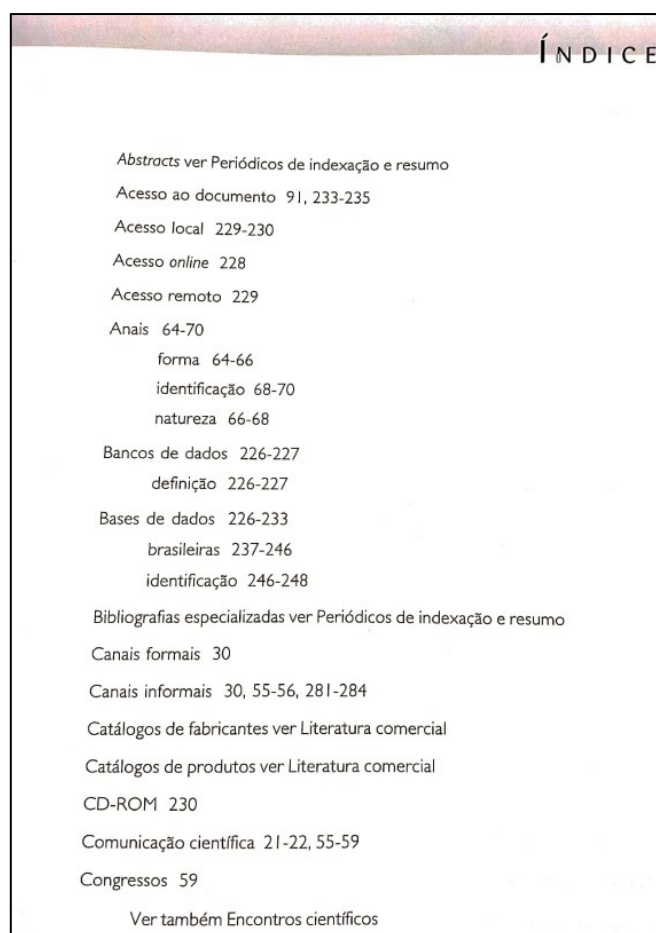 ÍNDICE
Abstracts ver Periódicos de indexação e resumo
Acesso ao documento 91, 233-235
Acesso local 229-230
Acesso online 228
Acesso remoto 229
Anais 64-70
forma 64-66
identificação 68-70
natureza 66-68
Bancos de dados 226-227
definição 226-227
Bases de dados 226-233
brasileiras 237-246
identificação 246-248
Bibliografias especializadas ver Periódicos de indexação e resumo
Canais formais 30
Canais informais 30, 55-56, 281-284
Catálogos de fabricantes ver Literatura comercial
Catálogos de produtos ver Literatura comercial
CD-ROM 230
Comunicação científica 21-22, 55-59
Congressos 59
Ver também Encontros científicos